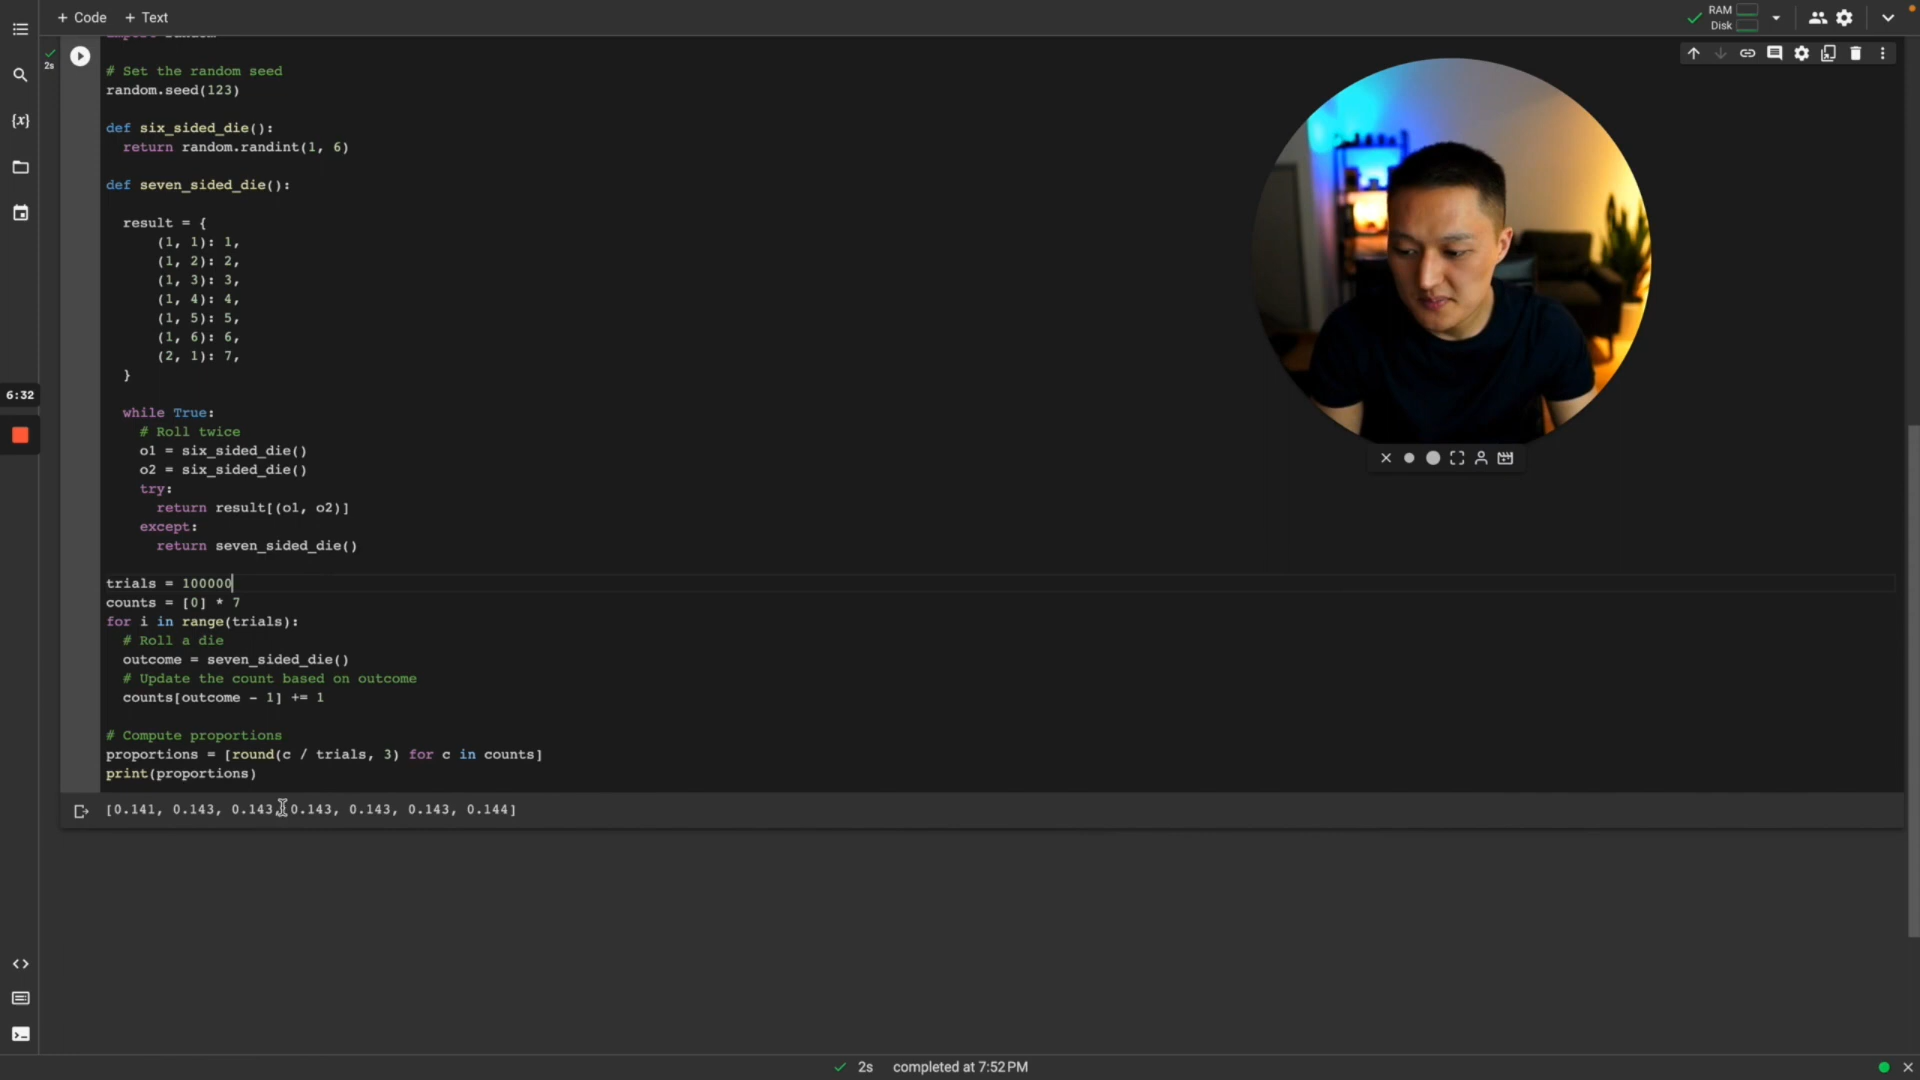 + Code + Text
RAM
Disk
2s
# Set the random seed
random.seed(123)
def six_sided_die():
return random.randint(1, 6)
def seven_sided_die():
result = {
(1, 1): 1,
(1, 2): 2,
(1, 3): 3,
(1, 4): 4,
(1, 5): 5,
(1, 6): 6,
(2, 1): 7,
}
6:32
while True:
# Roll twice
o1 = six_sided_die()
o2 = six_sided_die()
try:
return result[(o1, o2)]
except:
return seven_sided_die()
trials = 100000
counts = [0] * 7
for i in range(trials):
# Roll a die
outcome = seven_sided_die()
# Update the count based on outcome
counts[outcome - 1] += 1
# Compute proportions
proportions = [round(c / trials, 3) for c in counts]
print(proportions)
[0.141, 0.143, 0.143, 0.143, 0.143, 0.143, 0.144]
2s completed at 7:52 PM